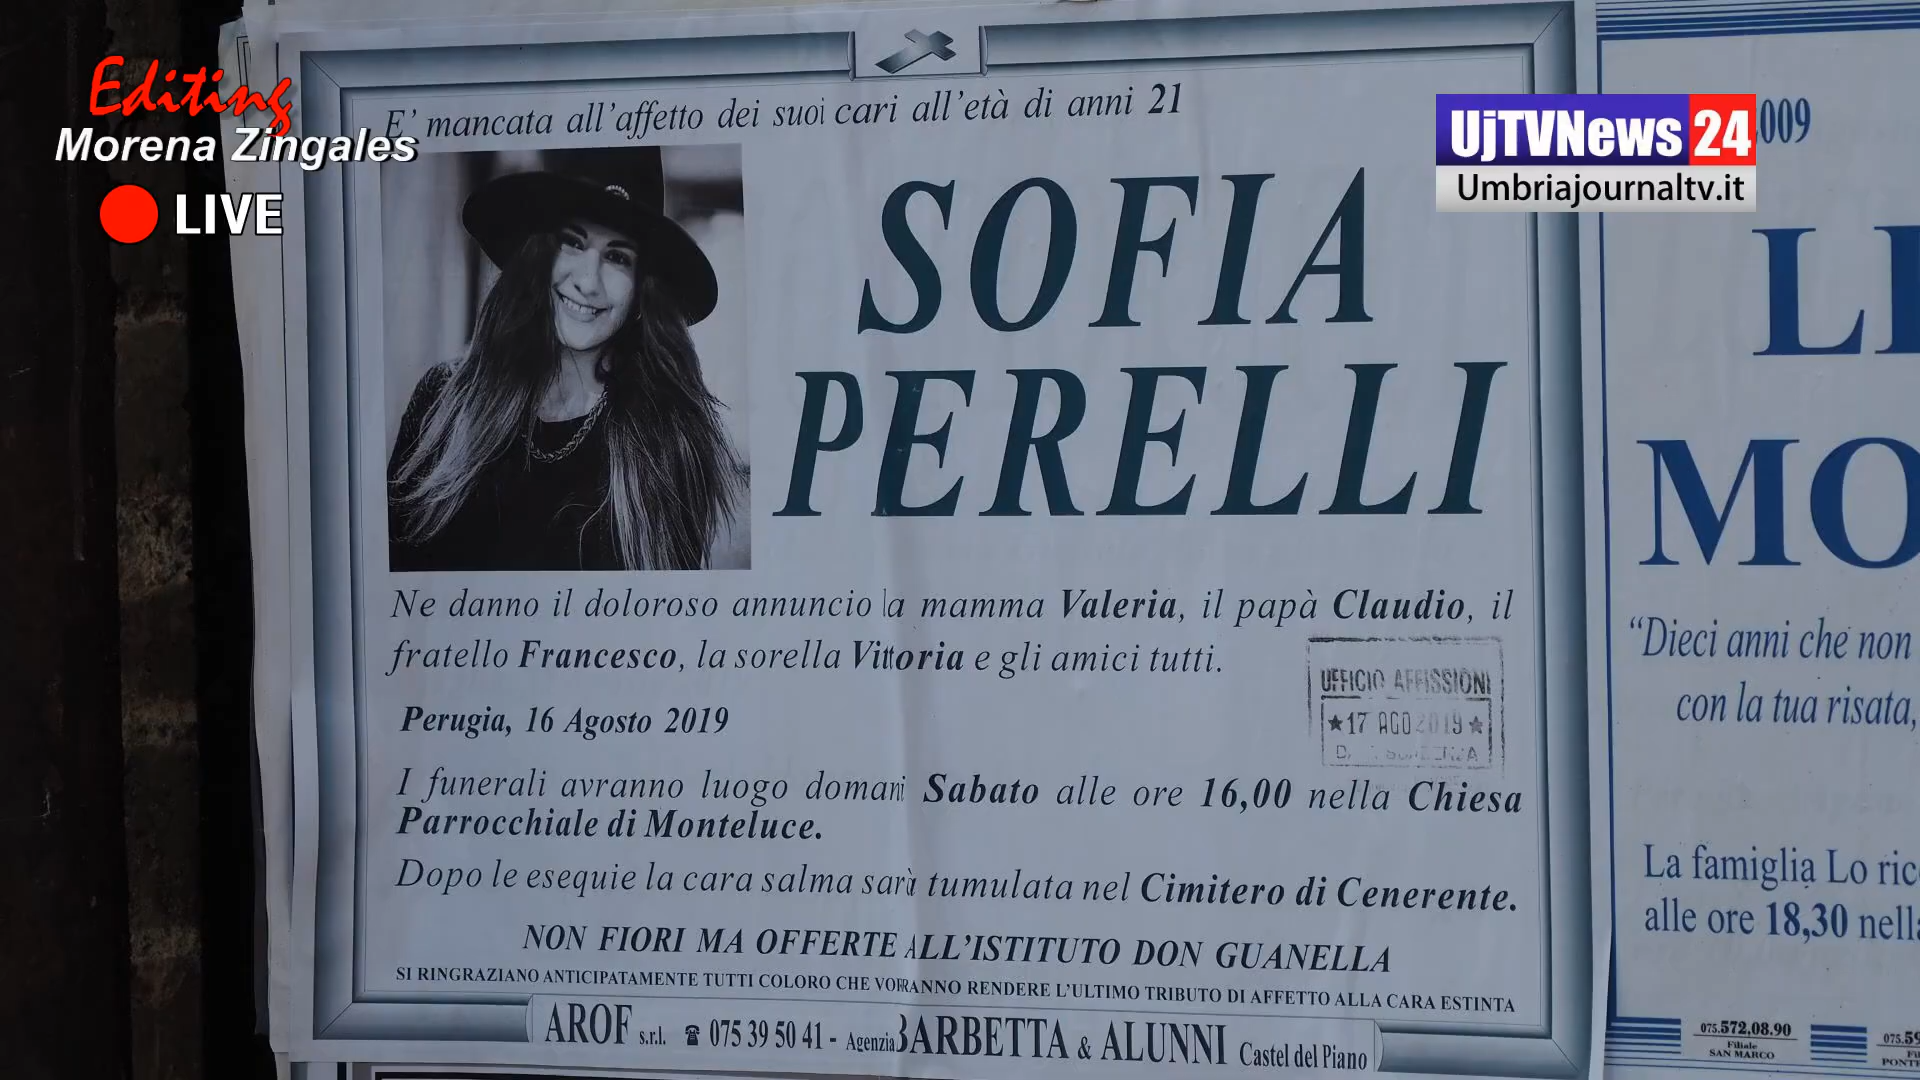 Editing
Morena Zingales
LIVE
UjTVNews 24
Umbriajournaltv.it
E' mancata all'affetto dei suoi cari all'età di anni 21
SOFIA
PERELLI
Ne danno il doloroso annuncio la mamma Valeria, il papà Claudio, il
fratello Francesco, la sorella Vittoria e gli amici tutti.
UFFICIO AFFISSIONI
★17 AGO 2019★
Perugia, 16 Agosto 2019
I funerali avranno luogo domani Sabato alle ore 16,00 nella Chiesa
Parrocchiale di Monteluce.
Dopo le esequie la cara salma sarà tumulata nel Cimitero di Cenerente.
NON FIORI MA OFFERTE ALL'ISTITUTO DON GUANELLA
SI RINGRAZIANO ANTICIPATAMENTE TUTTI COLORO CHE VORRANNO RENDERE L'ULTIMO TRIBUTO DI AFFETTO ALLA CARA ESTINTA
AROF s.r.l. ☎ 075 39 50 41 - Agenzia BARBETTA & ALUNNI Castel del Piano
009
LI
MO
“Dieci anni che non
con la tua risata,
La famiglia Lo ric
alle ore 18,30 nella
075.572.08.90
Filiale
SAN MARCO
075.59
PONT